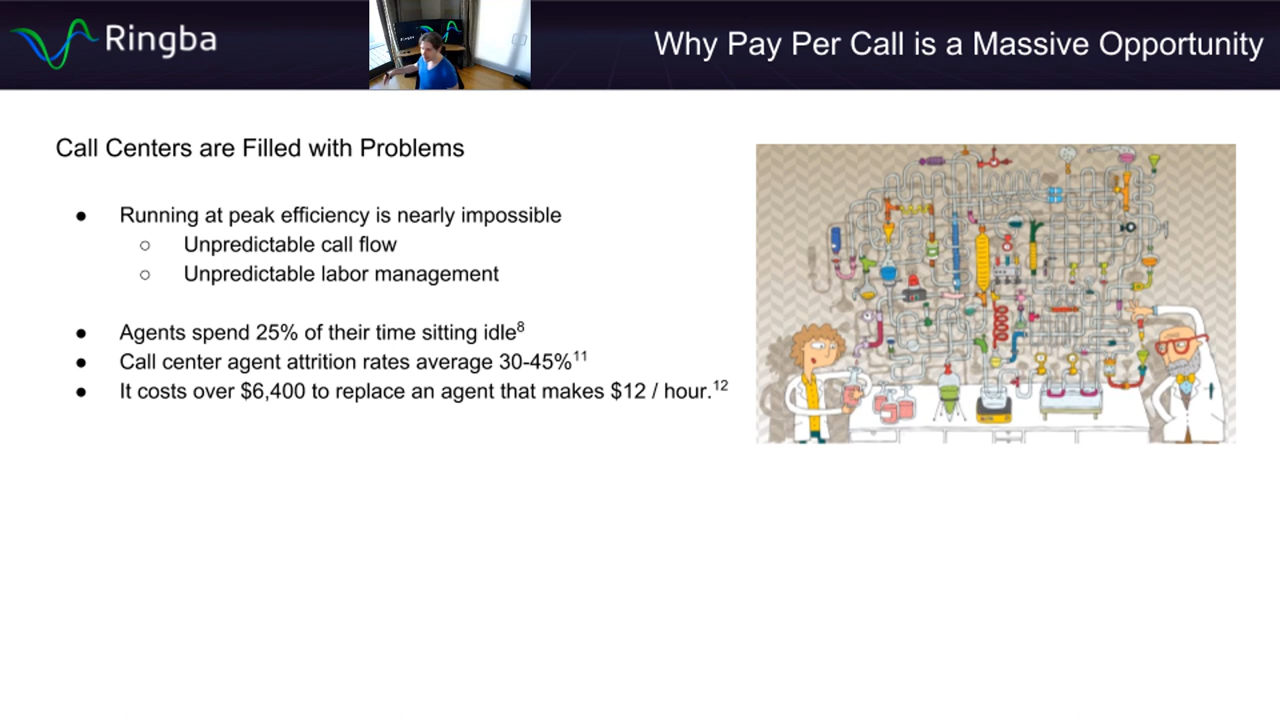 Ringba
Why Pay Per Call is a Massive Opportunity
Call Centers are Filled with Problems
● Running at peak efficiency is nearly impossible
○ Unpredictable call flow
○ Unpredictable labor management
● Agents spend 25% of their time sitting idle⁸
● Call center agent attrition rates average 30-45%¹¹
● It costs over $6,400 to replace an agent that makes $12 / hour.¹²